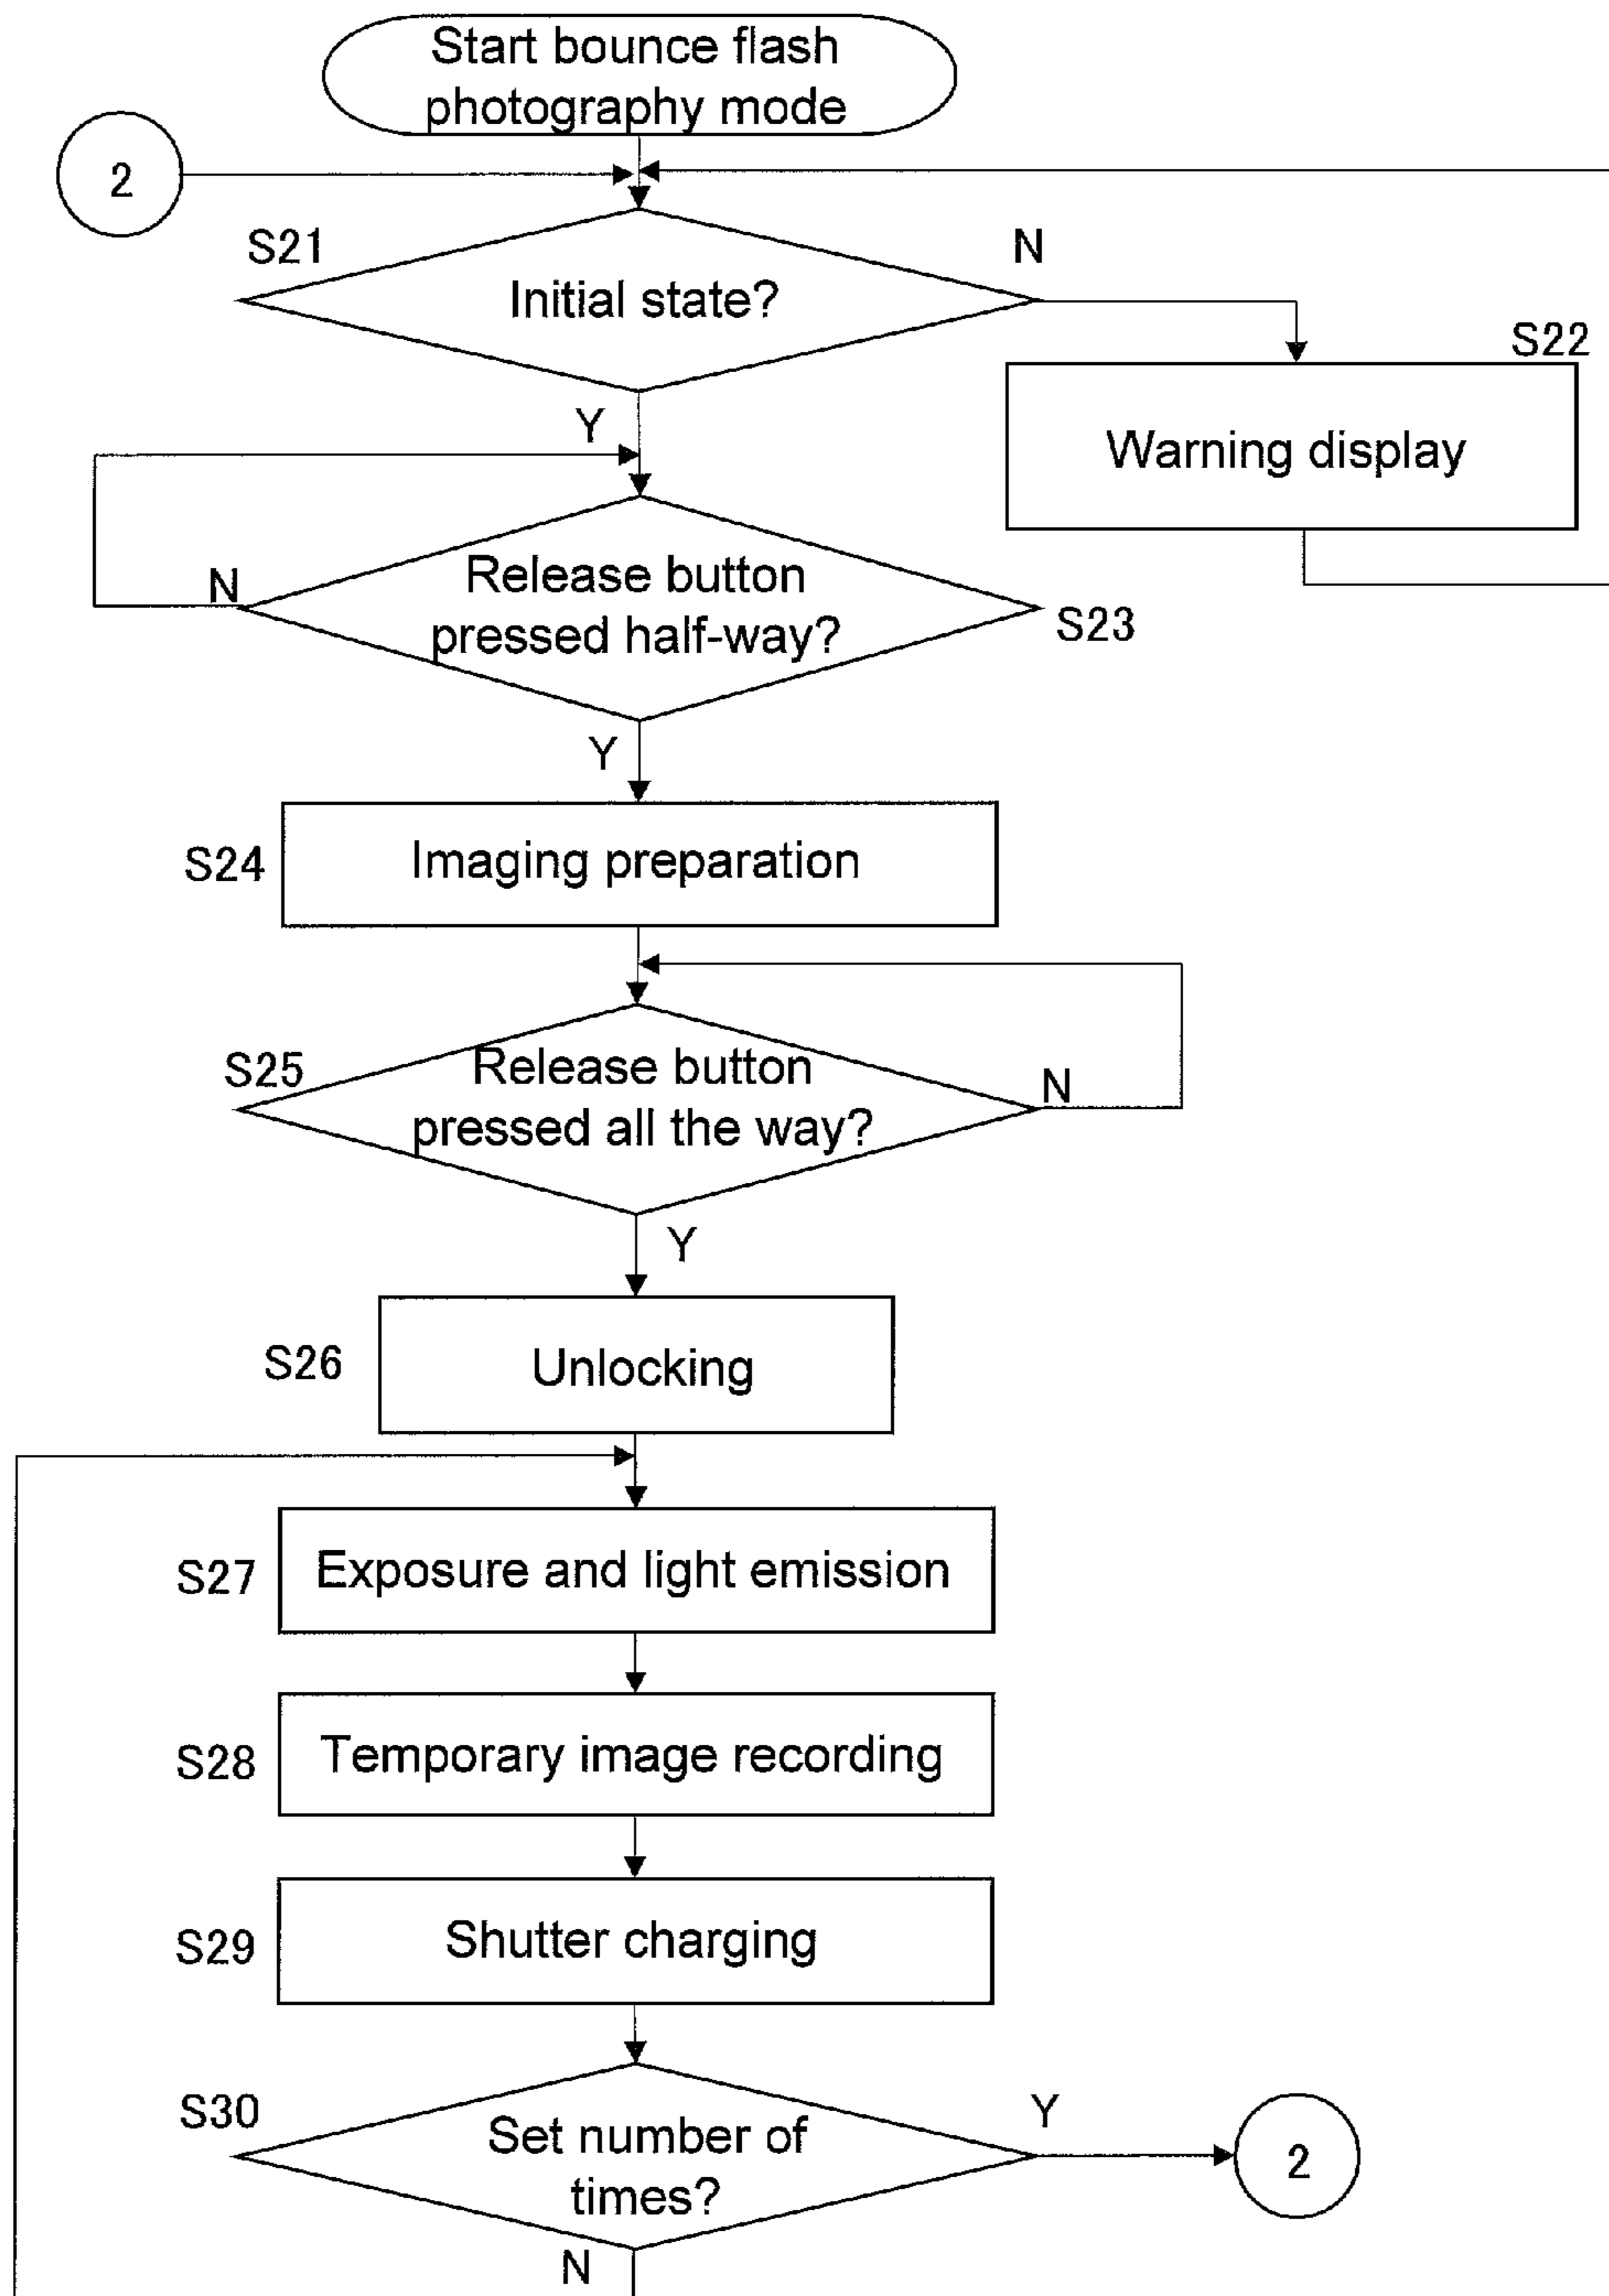 Start bounce flash
photography mode
2
S21
N
Initial state?
S22
Y
Warning display
Release button
N
pressed half-way?
S23
Y
S24
Imaging preparation
S25
Release button
N
pressed all the way?
Y
S26
Unlocking
S27
Exposure and light emission
S28
Temporary image recording
S29
Shutter charging
S30
Y
Set number of
2
times?
N